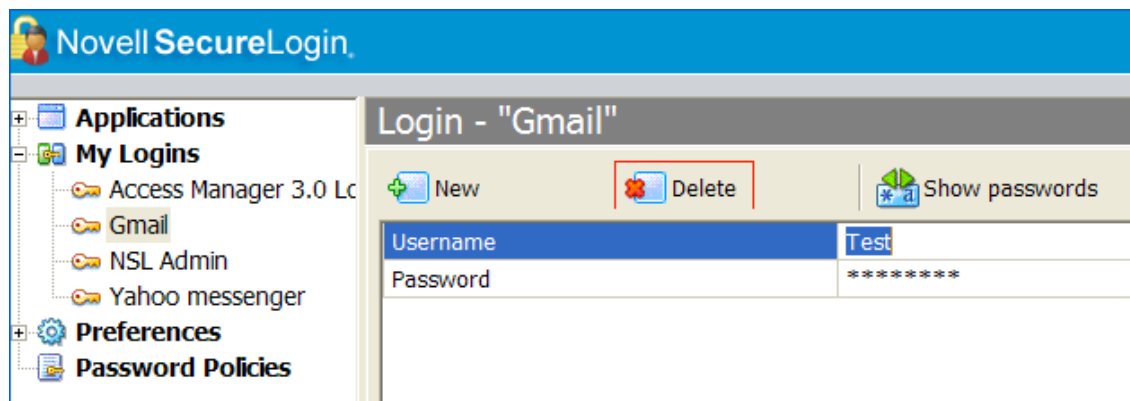 Novell SecureLogin.
Applications
My Logins
Access Manager 3.0 Lc
Gmail
NSL Admin
Yahoo messenger
Preferences
Password Policies
Login - "Gmail"
New Delete Show passwords
Username Test
Password ********